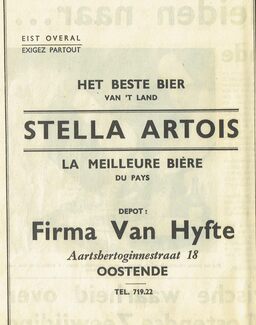 EIST OVERAL
EXIGEZ PARTOUT
HET BESTE BIER
VAN 'T LAND
STELLA ARTOIS
LA MEILLEURE BIÈRE
DU PAYS
DEPOT :
Firma Van Hyfte
Aartshertoginnestraat 18
OOSTENDE
TEL. 719.22